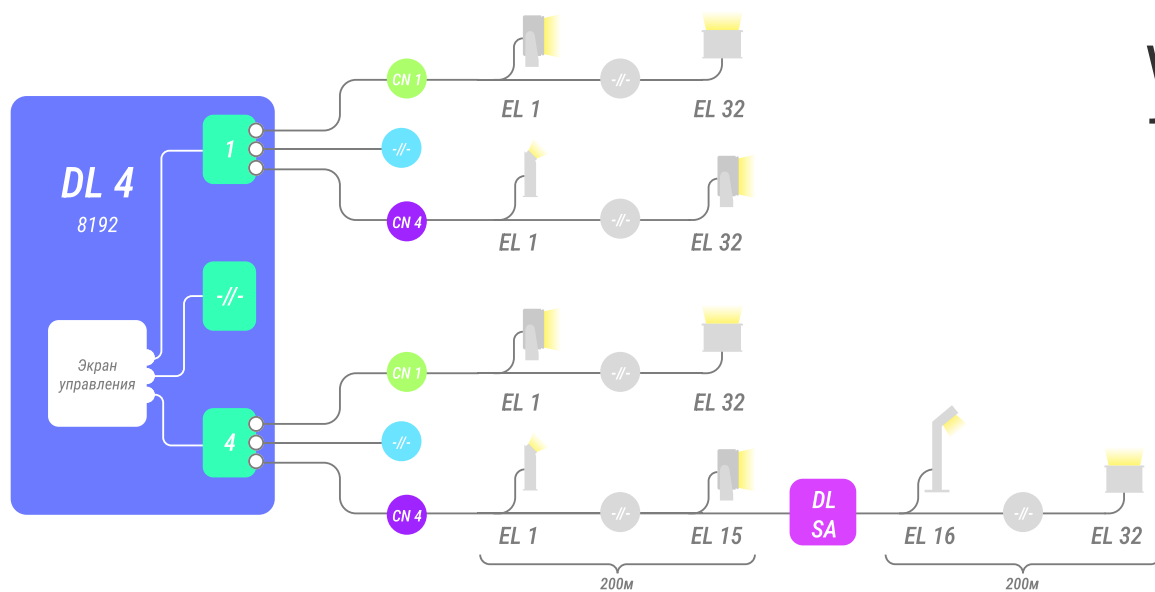 CN 1
-//-
EL 1
EL 32
1
-//-
DL 4
8192
CN 4
-//-
EL 1
EL 32
-//-
Экран
управления
CN 1
-//-
EL 1
EL 32
4
-//-
CN 4
-//-
EL 1
EL 15
DL
SA
-//-
EL 16
EL 32
200м
200м